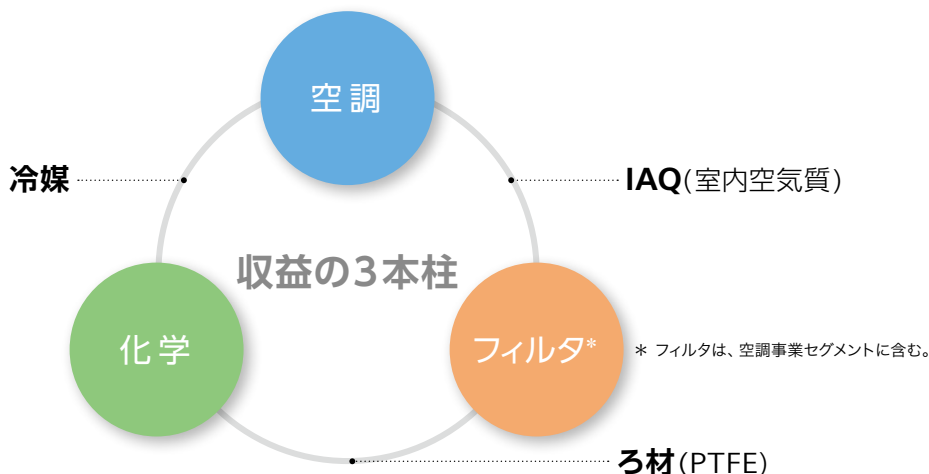 空調
冷媒
IAQ(室内空気質)
収益の3本柱
化学
フィルタ*
* フィルタは、空調事業セグメントに含む。
ろ材(PTFE)